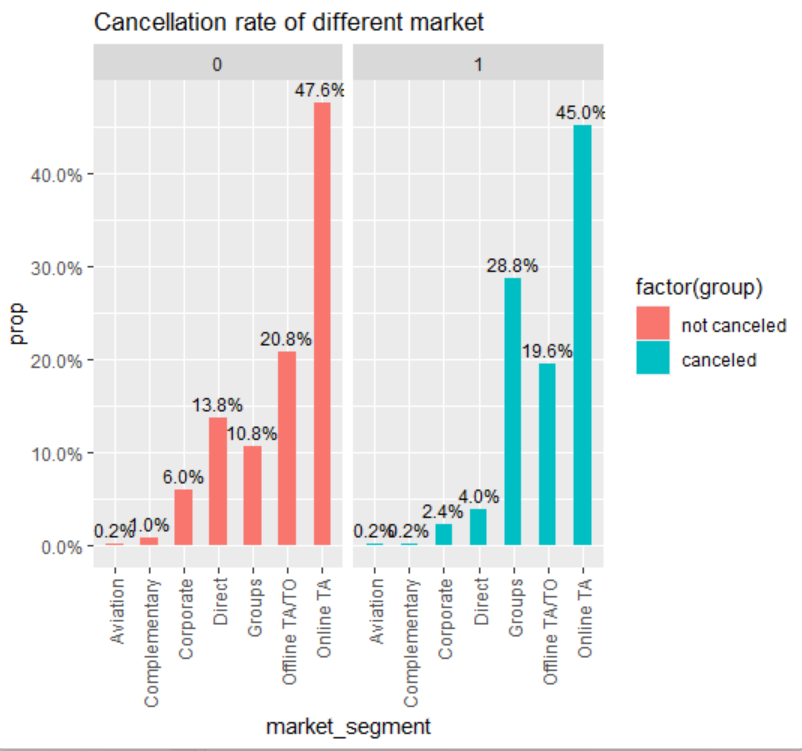 Cancellation rate of different market
0
1
47.6%
45.0%
40.0%
30.0%
28.8%
20.8%
19.6%
20.0%
13.8%
10.8%
10.0%
6.0%
4.0%
2.4%
0.2%
1.0%
0.2%
0.2%
0.0%
prop
Aviation
Complementary
Corporate
Direct
Groups
Offline TA/TO
Online TA
Aviation
Complementary
Corporate
Direct
Groups
Offline TA/TO
Online TA
market_segment
factor(group)
not canceled
canceled